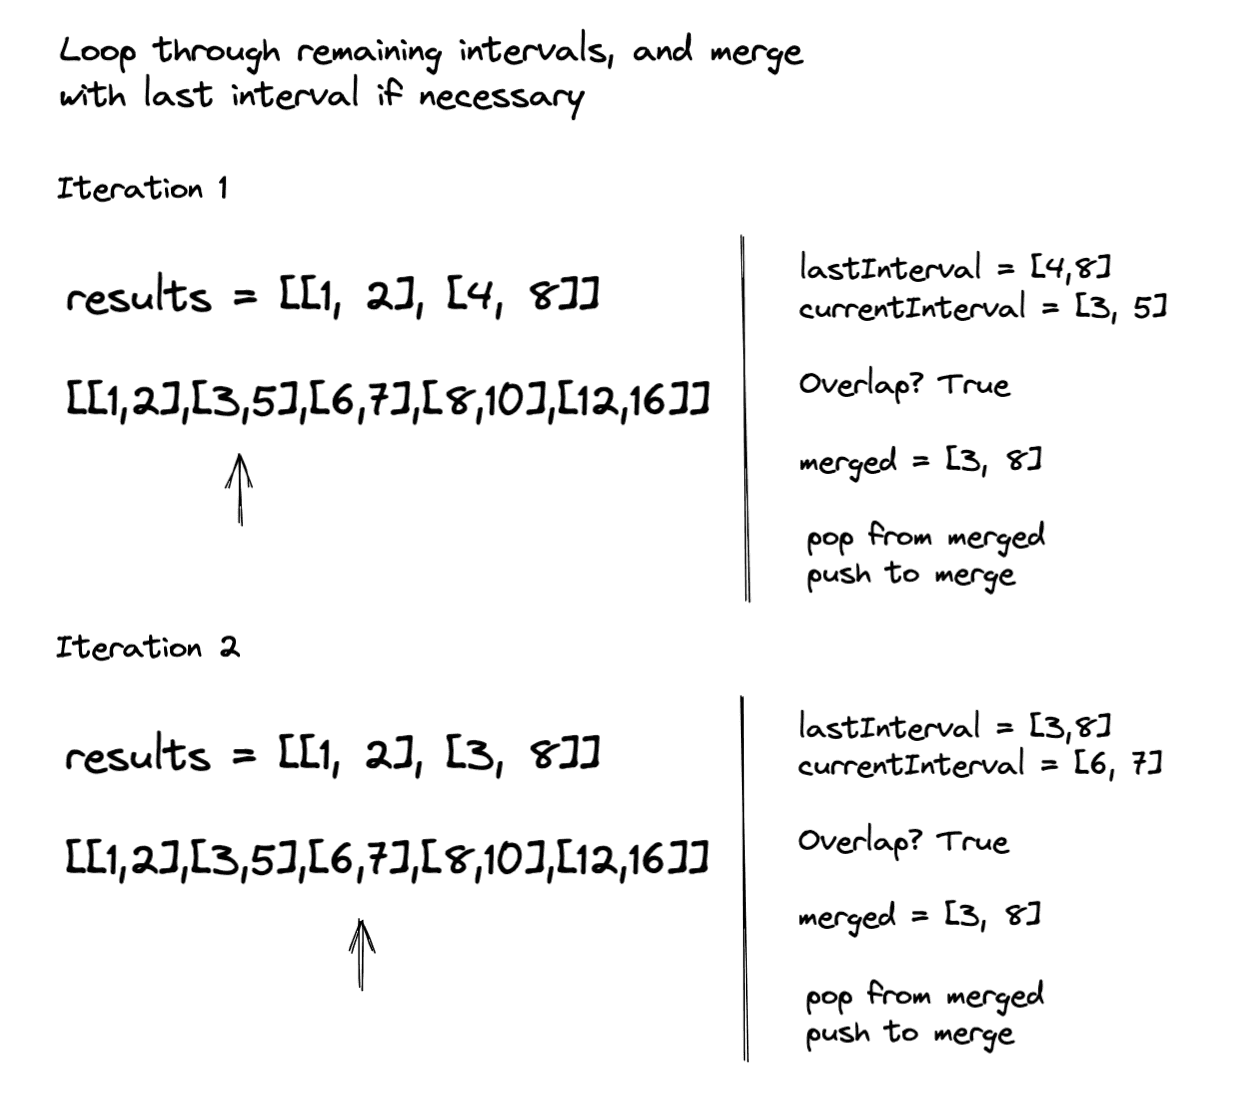 Loop through remaining intervals, and merge
with last interval if necessary
Iteration 1
results = [[1, 2], [4, 8]]
[[1,2],[3,5],[6,7],[8,10],[12,16]]
lastInterval = [4,8]
currentInterval = [3, 5]
Overlap? True
merged = [3, 8]
pop from merged
push to merge
Iteration 2
results = [[1, 2], [3, 8]]
[[1,2],[3,5],[6,7],[8,10],[12,16]]
lastInterval = [3,8]
currentInterval = [6, 7]
Overlap? True
merged = [3, 8]
pop from merged
push to merge